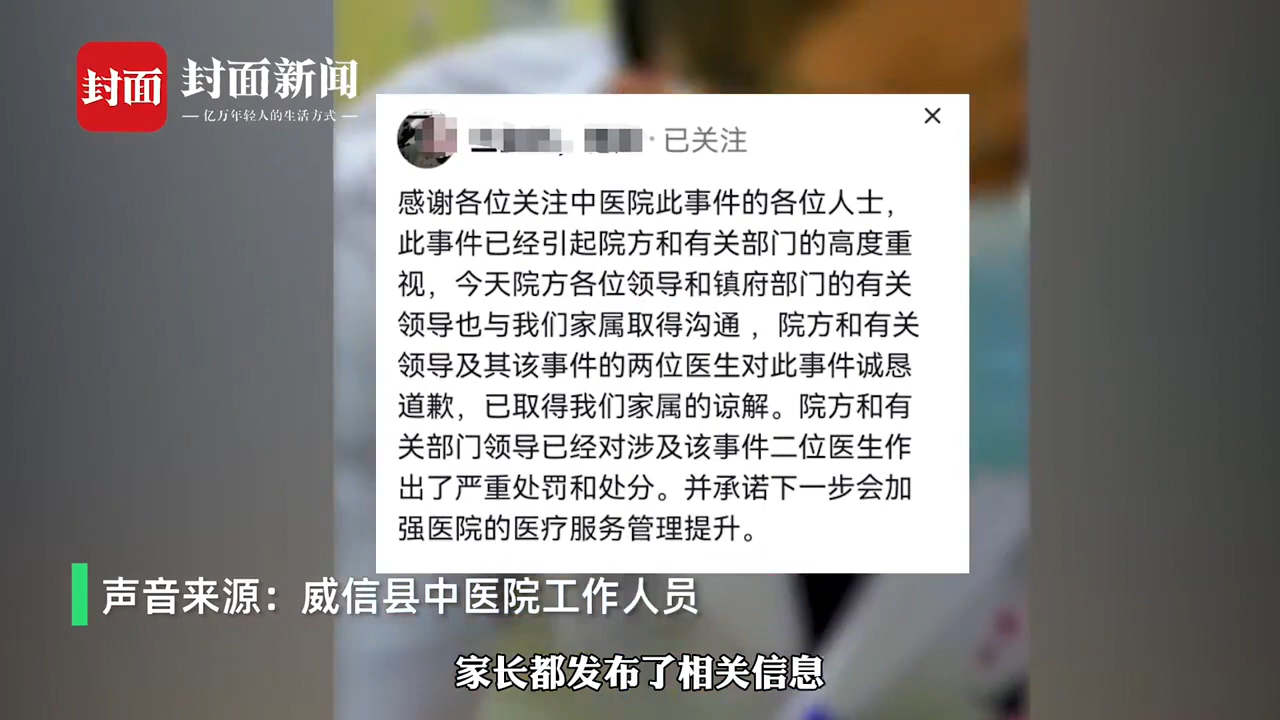 封面
封面新闻
亿万年轻人的生活方式
·已关注
感谢各位关注中医院此事件的各位人士，
此事件已经引起院方和有关部门的高度重
视，今天院方各位领导和镇府部门的有关
领导也与我们家属取得沟通，院方和有关
领导及其该事件的两位医生对此事件诚恳
道歉，已取得我们家属的谅解。院方和有
关部门领导已经对涉及该事件二位医生作
出了严重处罚和处分。并承诺下一步会加
强医院的医疗服务管理提升。
声音来源：威信县中医院工作人员
家长都发布了相关信息